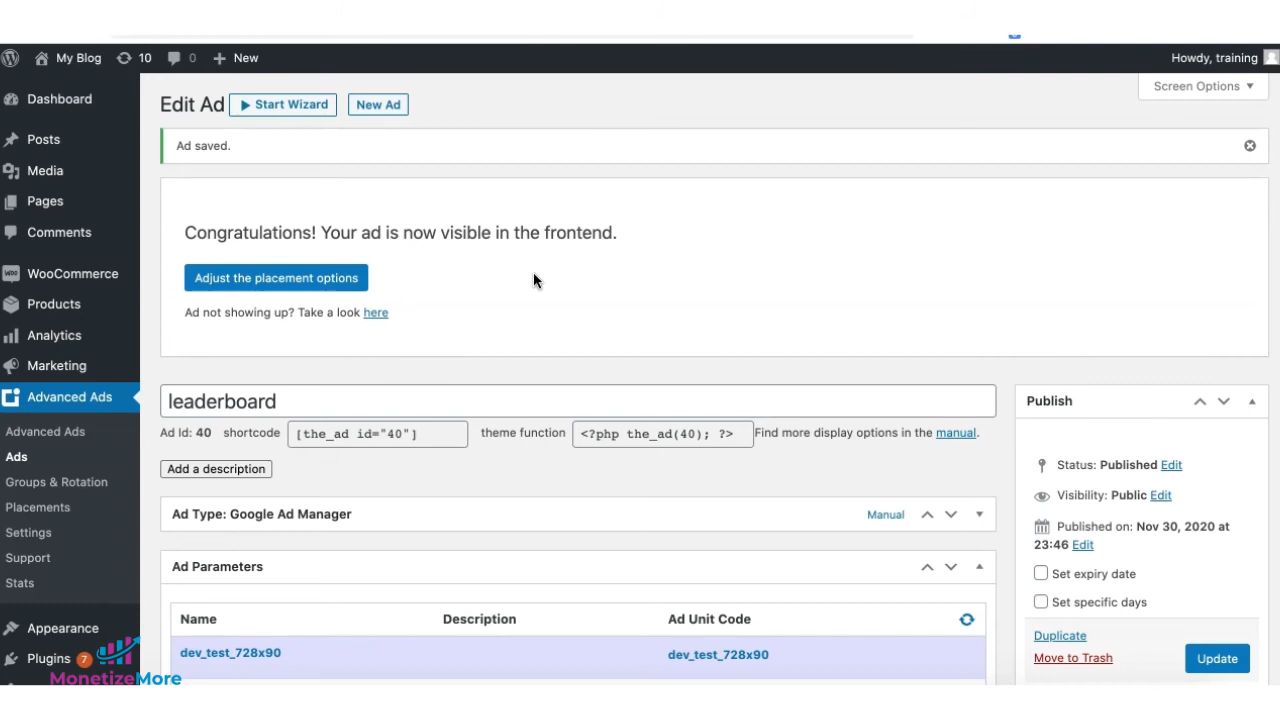 My Blog 10 0 New Howdy, training
Screen Options
Dashboard
Posts
Media
Pages
Comments
WooCommerce
Products
Analytics
Marketing
Advanced Ads
Advanced Ads
Ads
Groups & Rotation
Placements
Settings
Support
Stats
Appearance
Plugins 7
MonetizeMore
Edit Ad Start Wizard New Ad
Ad saved.
Congratulations! Your ad is now visible in the frontend.
Adjust the placement options
Ad not showing up? Take a look here
leaderboard
Ad Id: 40 shortcode [the_ad id="40"] theme function <?php the_ad(40); ?> Find more display options in the manual.
Add a description
Ad Type: Google Ad Manager Manual
Ad Parameters
Name Description Ad Unit Code
dev_test_728x90 dev_test_728x90
Publish
Status: Published Edit
Visibility: Public Edit
Published on: Nov 30, 2020 at
23:46 Edit
Set expiry date
Set specific days
Duplicate
Move to Trash Update